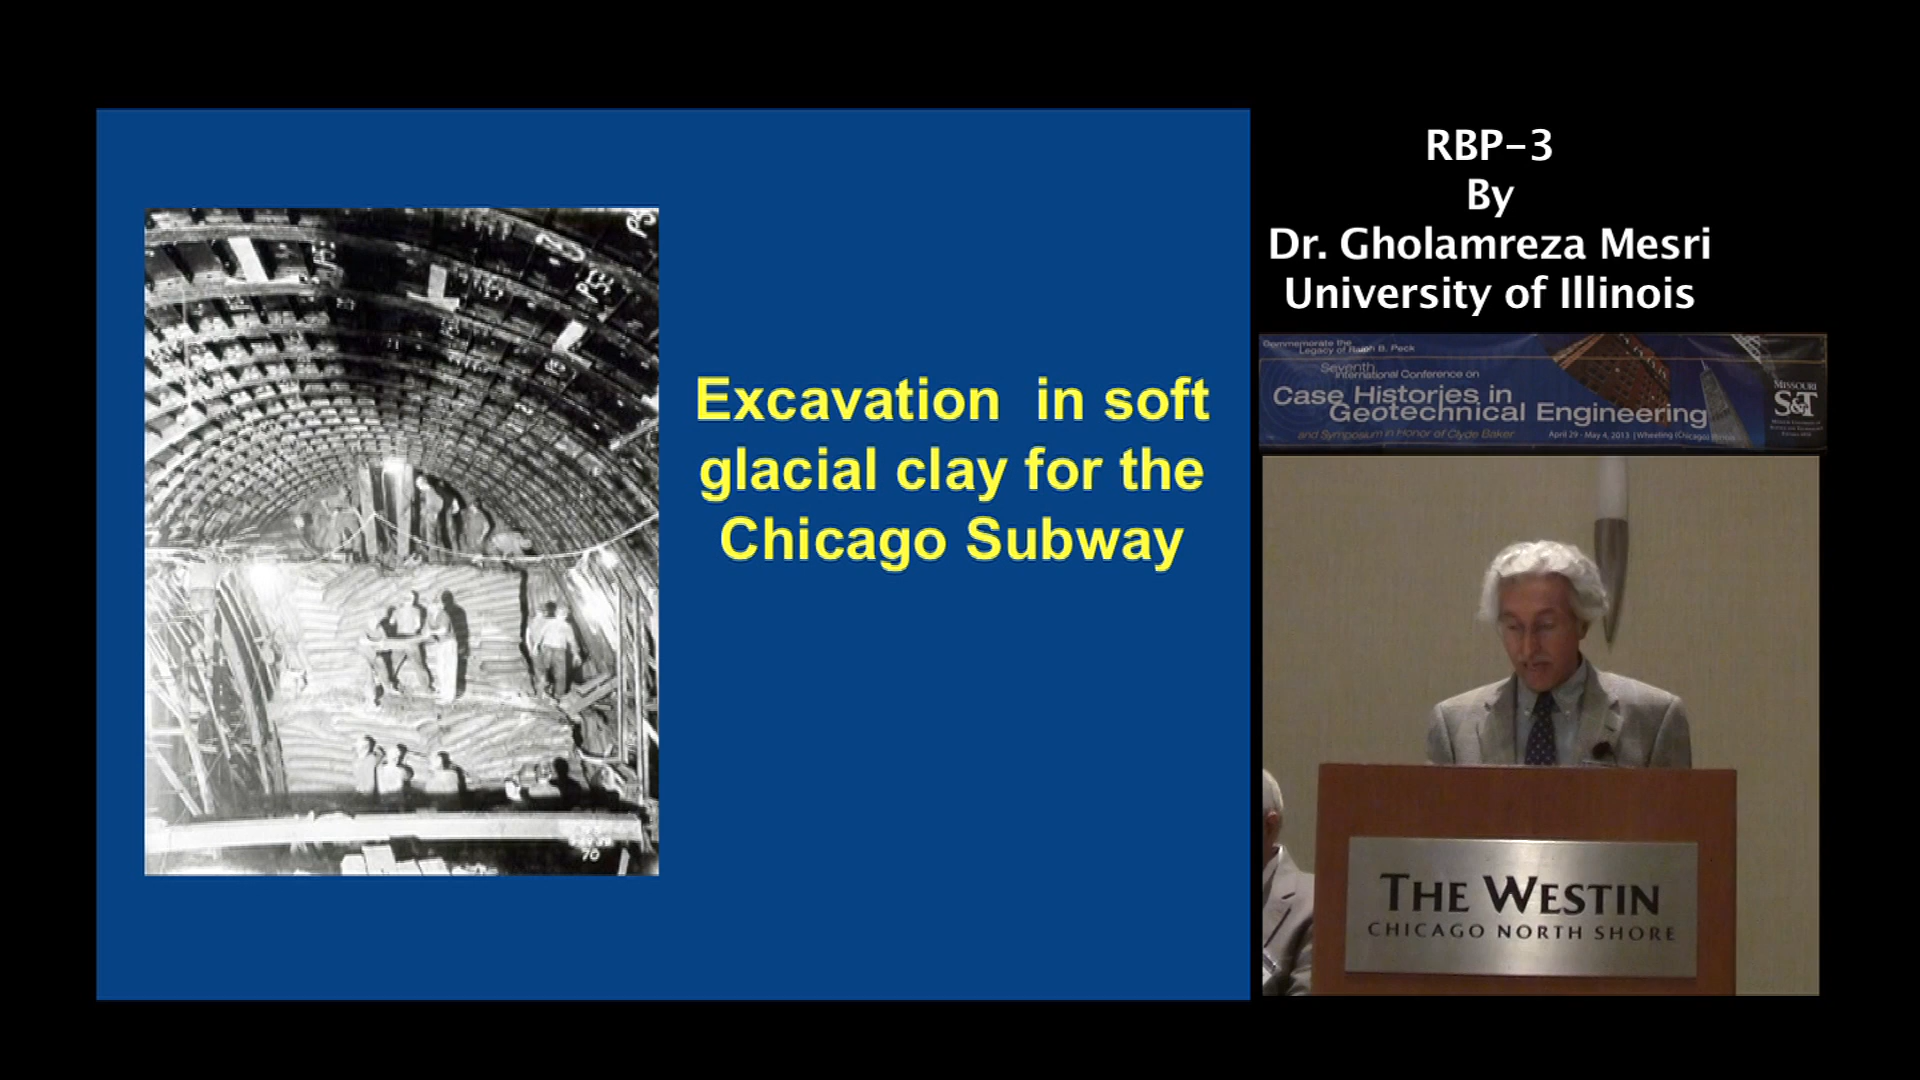 Excavation in soft
glacial clay for the
Chicago Subway
70
RBP-3
By
Dr. Gholamreza Mesri
University of Illinois
Commemorate the
Legacy of Ralph B. Peck
Seventh
International Conference on
Case Histories in
Geotechnical Engineering
and Symposium in Honor of Clyde Baker
April 29 - May 4, 2013 | Wheeling (Chicago)
MISSOURI
S&T
THE WESTIN
CHICAGO NORTH SHORE